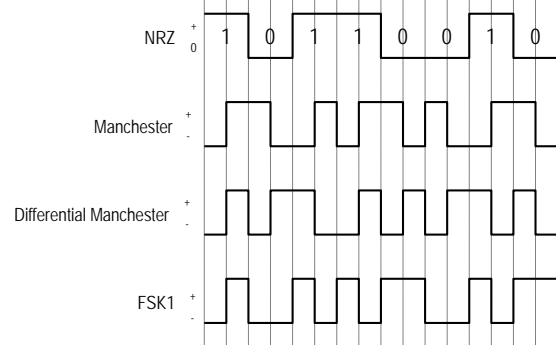 NRZ + 0 1 0 1 1 0 0 1 0
Manchester + -
Differential Manchester + -
FSK1 + -